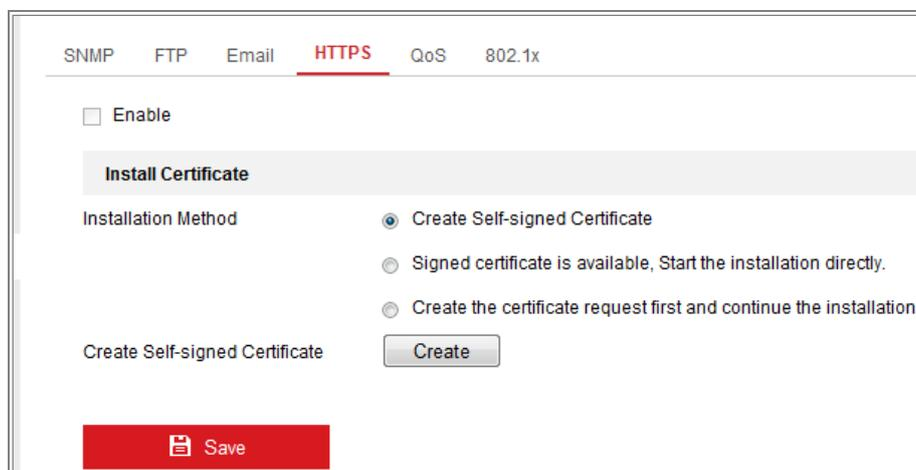 SNMP FTP Email HTTPS QoS 802.1x
Enable
Install Certificate
Installation Method Create Self-signed Certificate
Signed certificate is available, Start the installation directly.
Create the certificate request first and continue the installation
Create Self-signed Certificate Create
Save